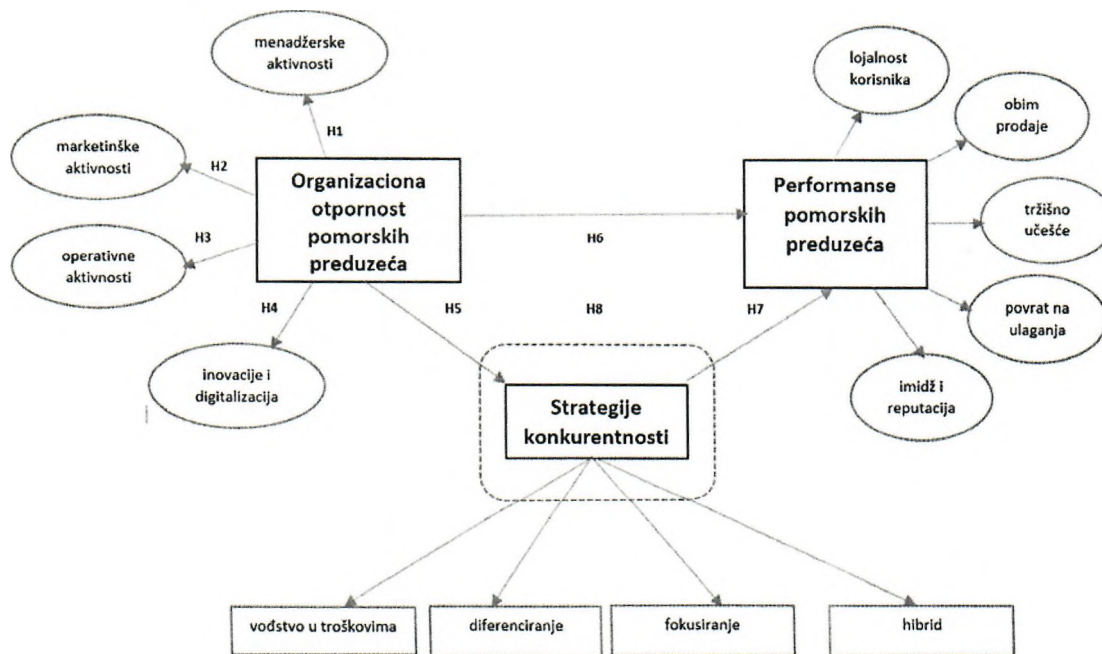 menadžerske
aktivnosti
lojalnost
korisnika
obim
prodaje
H1
marketinške
aktivnosti
H2
Organizaciona
otpornost
pomorskih
preduzeća
Performanse
pomorskih
preduzeća
tržišno
učešće
H3
operativne
aktivnosti
H6
H4
H5
H8
H7
povrat na
ulaganja
inovacije i
digitalizacija
imidž i
reputacija
Strategije
konkurentnosti
vođstvo u troškovima
diferenciranje
fokusiranje
hibrid